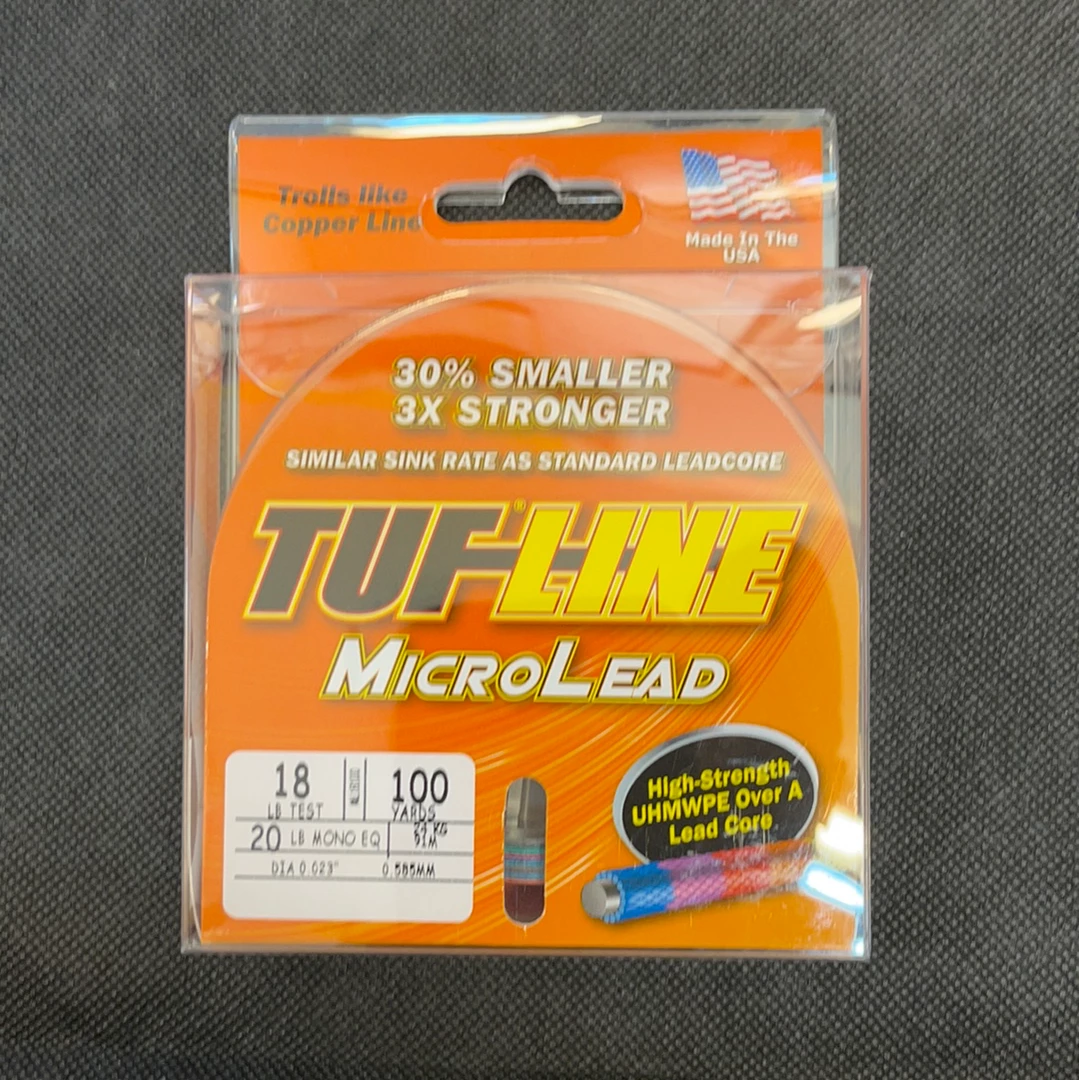 Trolls like
Copper Line
Made In The
USA
30% SMALLER
3X STRONGER
SIMILAR SINK RATE AS STANDARD LEADCORE
TUF-LINE®
MICROLEAD
18
LB TEST
100
YARDS
20 LB MONO EQ
91M
DIA 0.023"
0.585MM
High-Strength
UHMWPE Over A
Lead Core